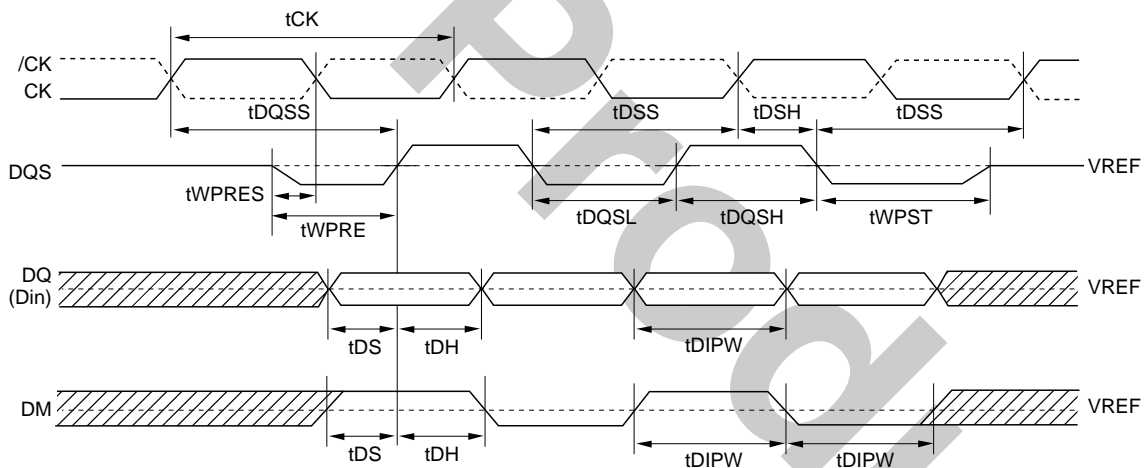 tCK
/CK
CK
tDQSS
tDSS
tDSH
tDSS
DQS
VREF
tWPRES
tWPRE
tDQSL
tDQSH
tWPST
DQ
(Din)
VREF
tDS
tDH
tDIPW
DM
VREF
tDS
tDH
tDIPW
tDIPW
Prod